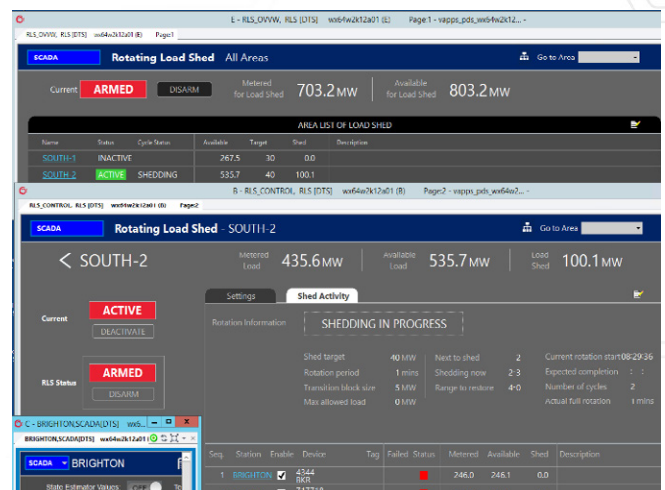 E - RLS_OVVW, RLS [DTS] wx64w2k12a01 (E) Page:1 - vapps_pds_wx64w2k12... -
RLS_OVVW, RLS [DTS] wx64w2k12a01 (E) Page:1
SCADA Rotating Load Shed All Areas Go to Area
Current ARMED DISARM Metered for Load Shed 703.2 MW Available for Load Shed 803.2 MW
AREA LIST OF LOAD SHED
Name Status Cycle Status Available Target Shed Description
SOUTH-1 INACTIVE 267.5 30 0.0
SOUTH-2 ACTIVE SHEDDING 535.7 40 100.1
B - RLS_CONTROL, RLS [DTS] wx64w2k12a01 (B) Page:2 - vapps_pds_wx64w2... -
RLS_CONTROL, RLS [DTS] wx64w2k12a01 (B) Page:2
SCADA Rotating Load Shed - SOUTH-2 Go to Area
< SOUTH-2 Metered Load 435.6 MW Available Load 535.7 MW Load Shed 100.1 MW
Settings Shed Activity
Current ACTIVE DEACTIVATE
Rotation Information SHEDDING IN PROGRESS
Shed target 40 MW Next to shed 2 Current rotation start 08:29:36
RLS Status ARMED DISARM
Rotation period 1 mins Shedding now 2-3 Expected completion : :
Transition block size 5 MW Range to restore 4-0 Number of cycles 2
Max allowed load 0 MW Actual full rotation mins
C - BRIGHTON,SCADA[DTS] wx6...
BRIGHTON,SCADA[DTS] wx64w2k12a01
SCADA BRIGHTON
State Estimator Values OFF
Seq. Station Enable Device Tag Failed Status Metered Available Shed Description
1 BRIGHTON 4344 BKR 246.0 246.1 0.0